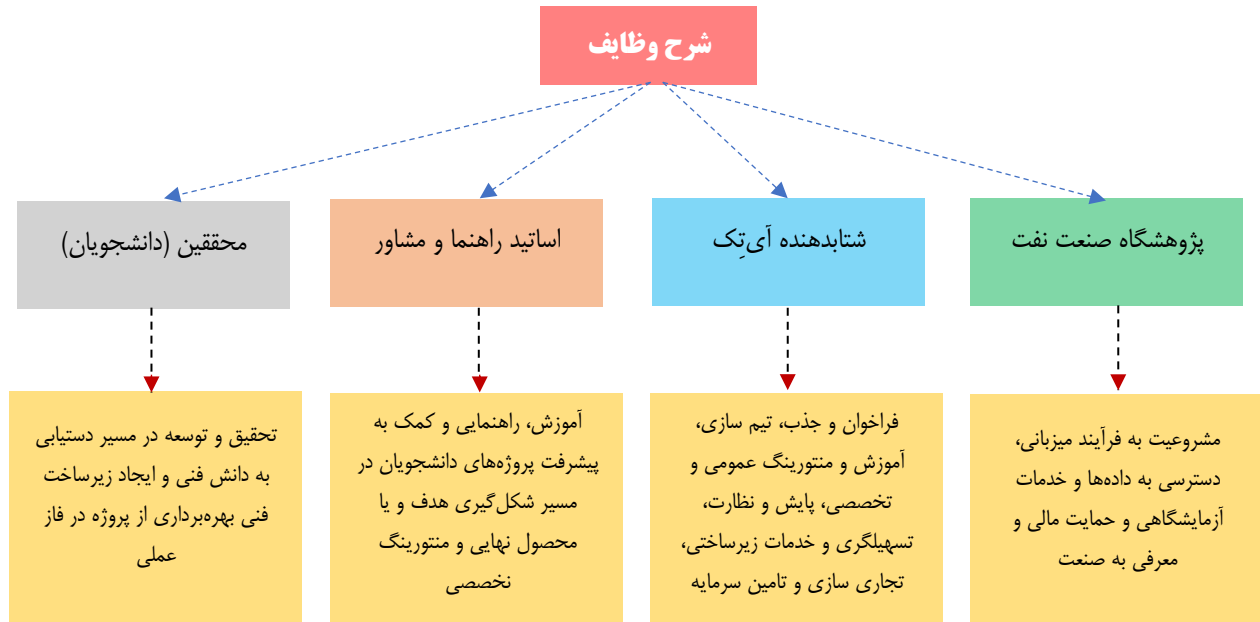 شرح وظایف
پژوهشگاه صنعت نفت
شتابدهنده آی‌تِک
اساتید راهنما و مشاور
محققین (دانشجویان)
مشروعیت به فرآیند میزبانی،
دسترسی به داده‌ها و خدمات
آزمایشگاهی و حمایت مالی و
معرفی به صنعت
فراخوان و جذب، تیم سازی،
آموزش و منتورینگ عمومی و
تخصصی، پایش و نظارت،
تسهیلگری و خدمات زیرساختی،
تجاری سازی و تامین سرمایه
آموزش، راهنمایی و کمک به
پیشرفت پروژه‌های دانشجویان در
مسیر شکل‌گیری هدف و یا
محصول نهایی و منتورینگ
نخصصی
تحقیق و توسعه در مسیر دستیابی
به دانش فنی و ایجاد زیرساخت
فنی بهره‌برداری از پروژه در فاز
عملی